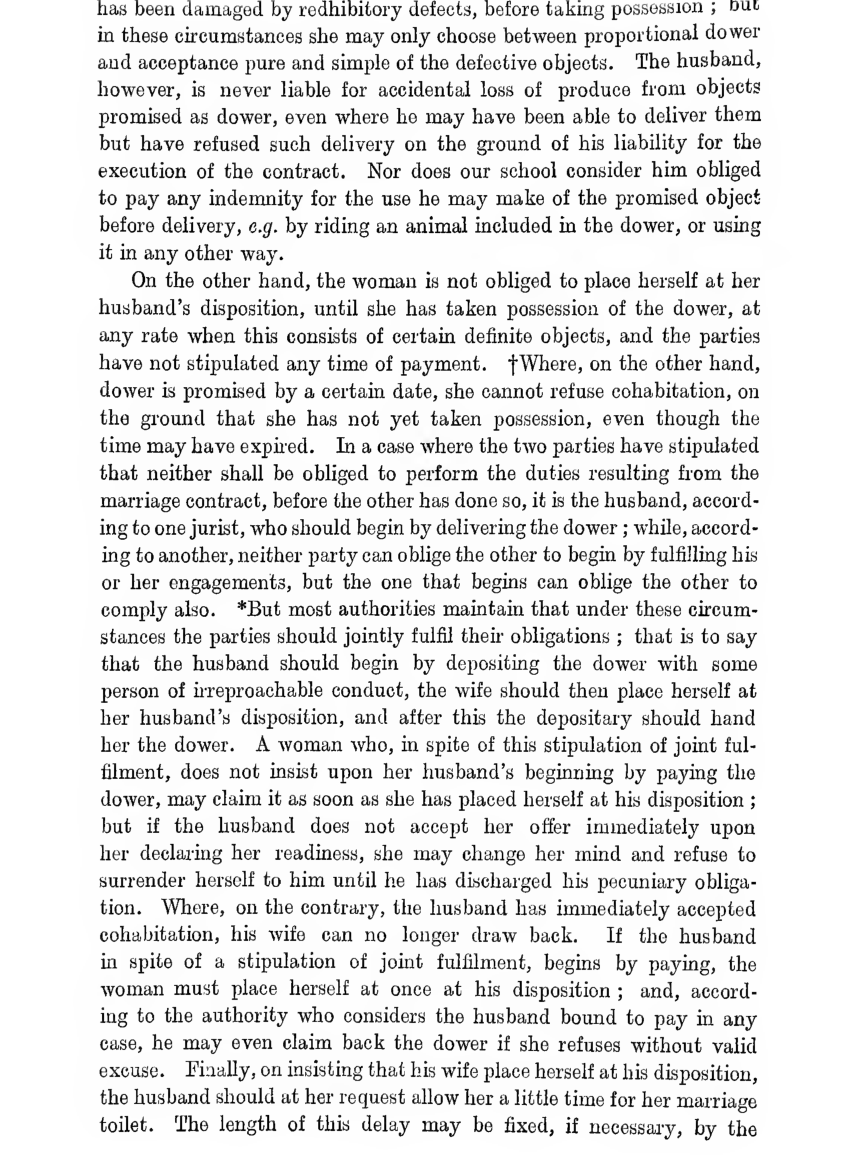 has been damaged by redhibitory defects, before taking possession ; but
in these circumstances she may only choose between proportional dower
and acceptance pure and simple of the defective objects. The husband,
however, is never liable for accidental loss of produce from objects
promised as dower, even where he may have been able to deliver them
but have refused such delivery on the ground of his liability for the
execution of the contract. Nor does our school consider him obliged
to pay any indemnity for the use he may make of the promised object
before delivery, e.g. by riding an animal included in the dower, or using
it in any other way.
On the other hand, the woman is not obliged to place herself at her
husband's disposition, until she has taken possession of the dower, at
any rate when this consists of certain definite objects, and the parties
have not stipulated any time of payment. †Where, on the other hand,
dower is promised by a certain date, she cannot refuse cohabitation, on
the ground that she has not yet taken possession, even though the
time may have expired. In a case where the two parties have stipulated
that neither shall be obliged to perform the duties resulting from the
marriage contract, before the other has done so, it is the husband, accord-
ing to one jurist, who should begin by delivering the dower ; while, accord-
ing to another, neither party can oblige the other to begin by fulfilling his
or her engagements, but the one that begins can oblige the other to
comply also. *But most authorities maintain that under these circum-
stances the parties should jointly fulfil their obligations ; that is to say
that the husband should begin by depositing the dower with some
person of irreproachable conduct, the wife should then place herself at
her husband's disposition, and after this the depositary should hand
her the dower. A woman who, in spite of this stipulation of joint ful-
filment, does not insist upon her husband's beginning by paying the
dower, may claim it as soon as she has placed herself at his disposition ;
but if the husband does not accept her offer immediately upon
her declaring her readiness, she may change her mind and refuse to
surrender herself to him until he has discharged his pecuniary obliga-
tion. Where, on the contrary, the husband has immediately accepted
cohabitation, his wife can no longer draw back. If the husband
in spite of a stipulation of joint fulfilment, begins by paying, the
woman must place herself at once at his disposition ; and, accord-
ing to the authority who considers the husband bound to pay in any
case, he may even claim back the dower if she refuses without valid
excuse. Finally, on insisting that his wife place herself at his disposition,
the husband should at her request allow her a little time for her marriage
toilet. The length of this delay may be fixed, if necessary, by the